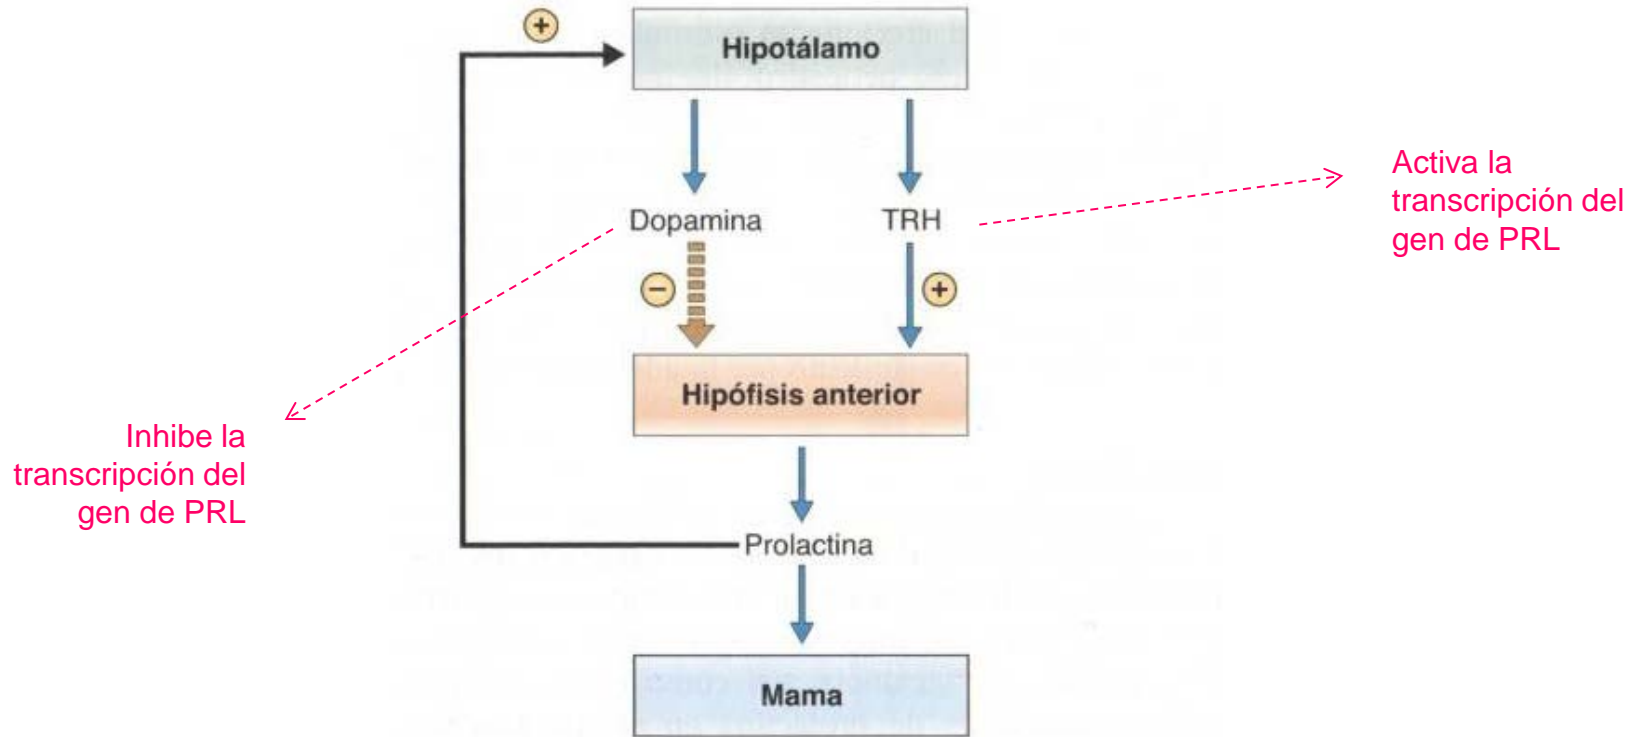 +
Hipotálamo
Activa la
transcripción del
gen de PRL
Dopamina
TRH
−
+
Hipófisis anterior
Inhibe la
transcripción del
gen de PRL
Prolactina
Mama